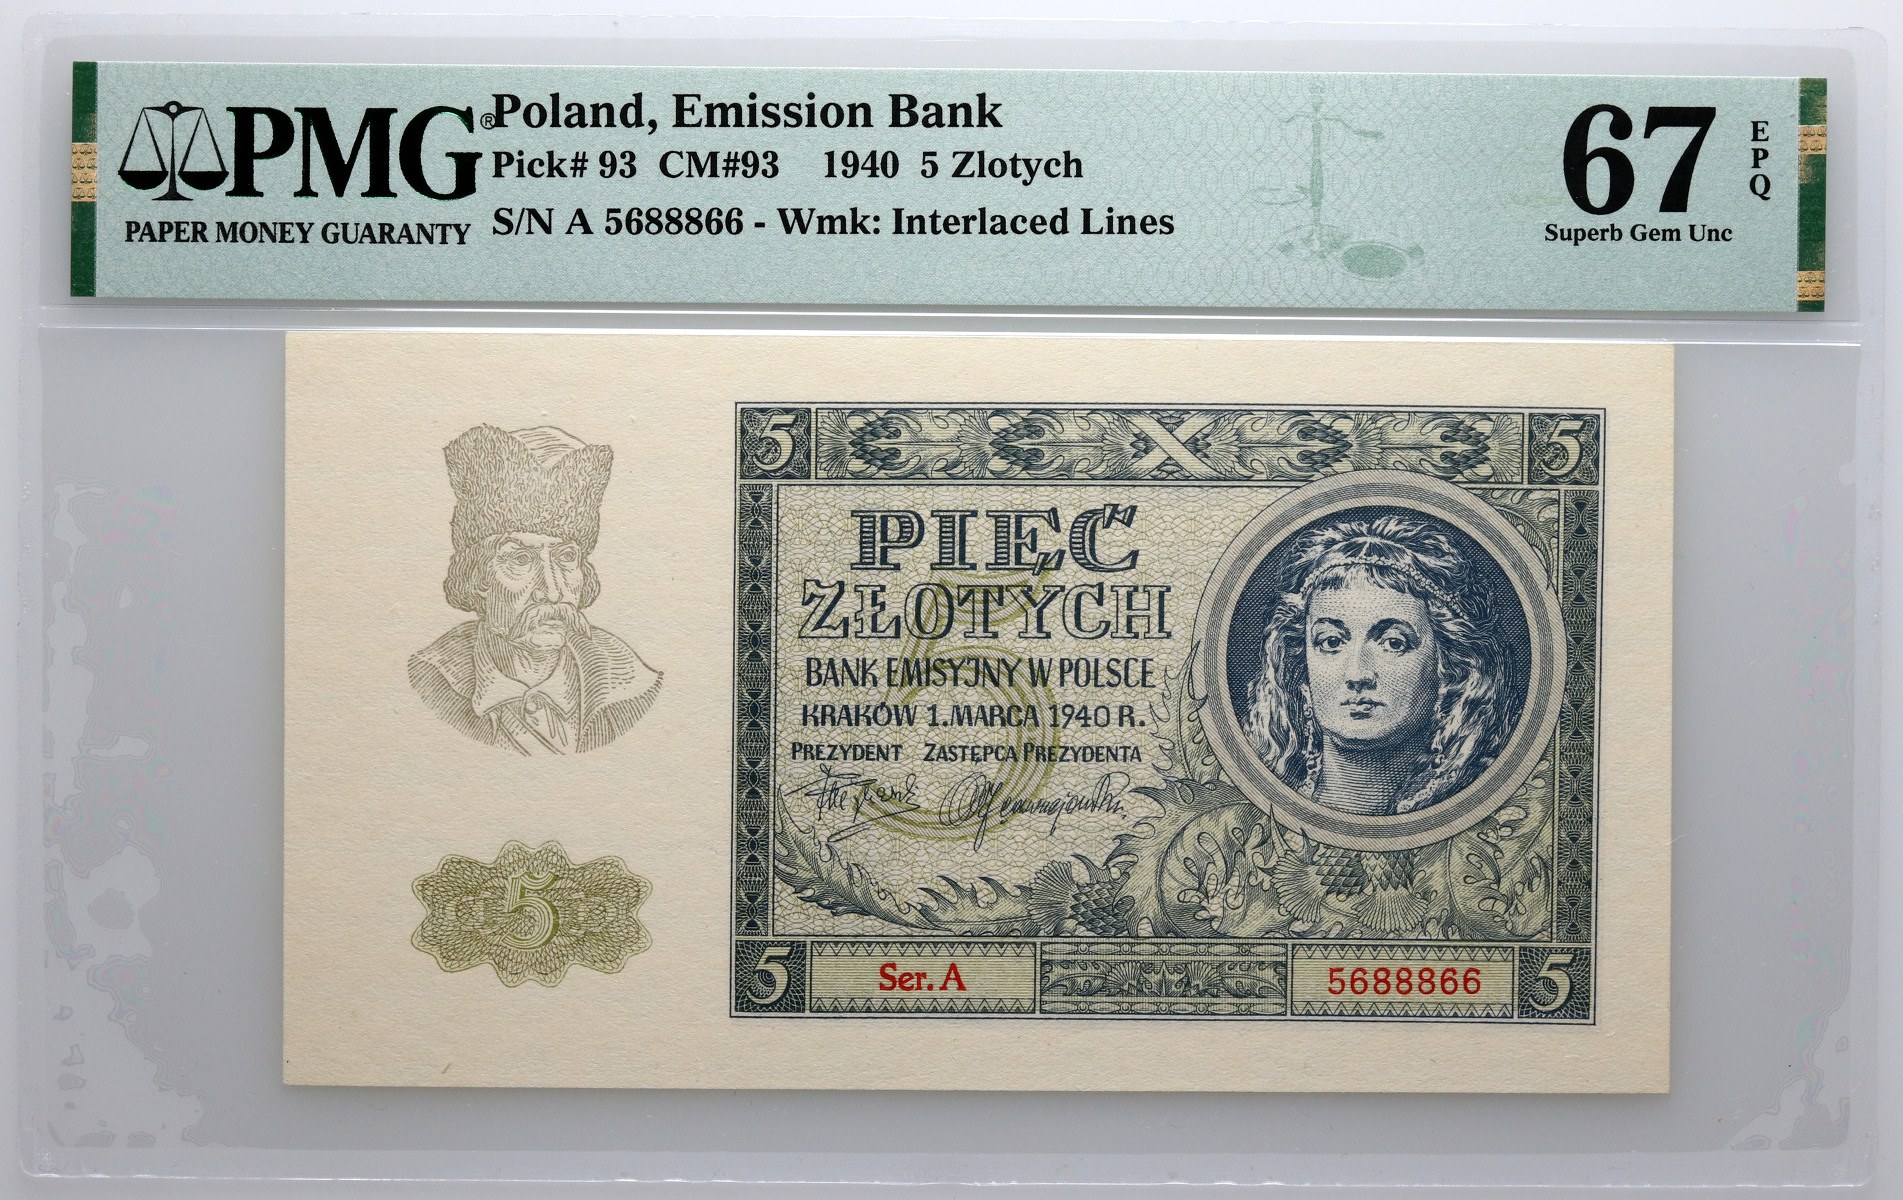 PMG®
PAPER MONEY GUARANTY
Poland, Emission Bank
Pick# 93 CM#93 1940 5 Zlotych
S/N A 5688866 - Wmk: Interlaced Lines
67
EPQ
Superb Gem Unc
5 5
PIĘĆ
ZŁOTYCH
BANK EMISYJNY W POLSCE
KRAKÓW 1. MARCA 1940 R.
PREZYDENT ZASTĘPCA PREZYDENTA
5
5
5 Ser. A 5688866 5